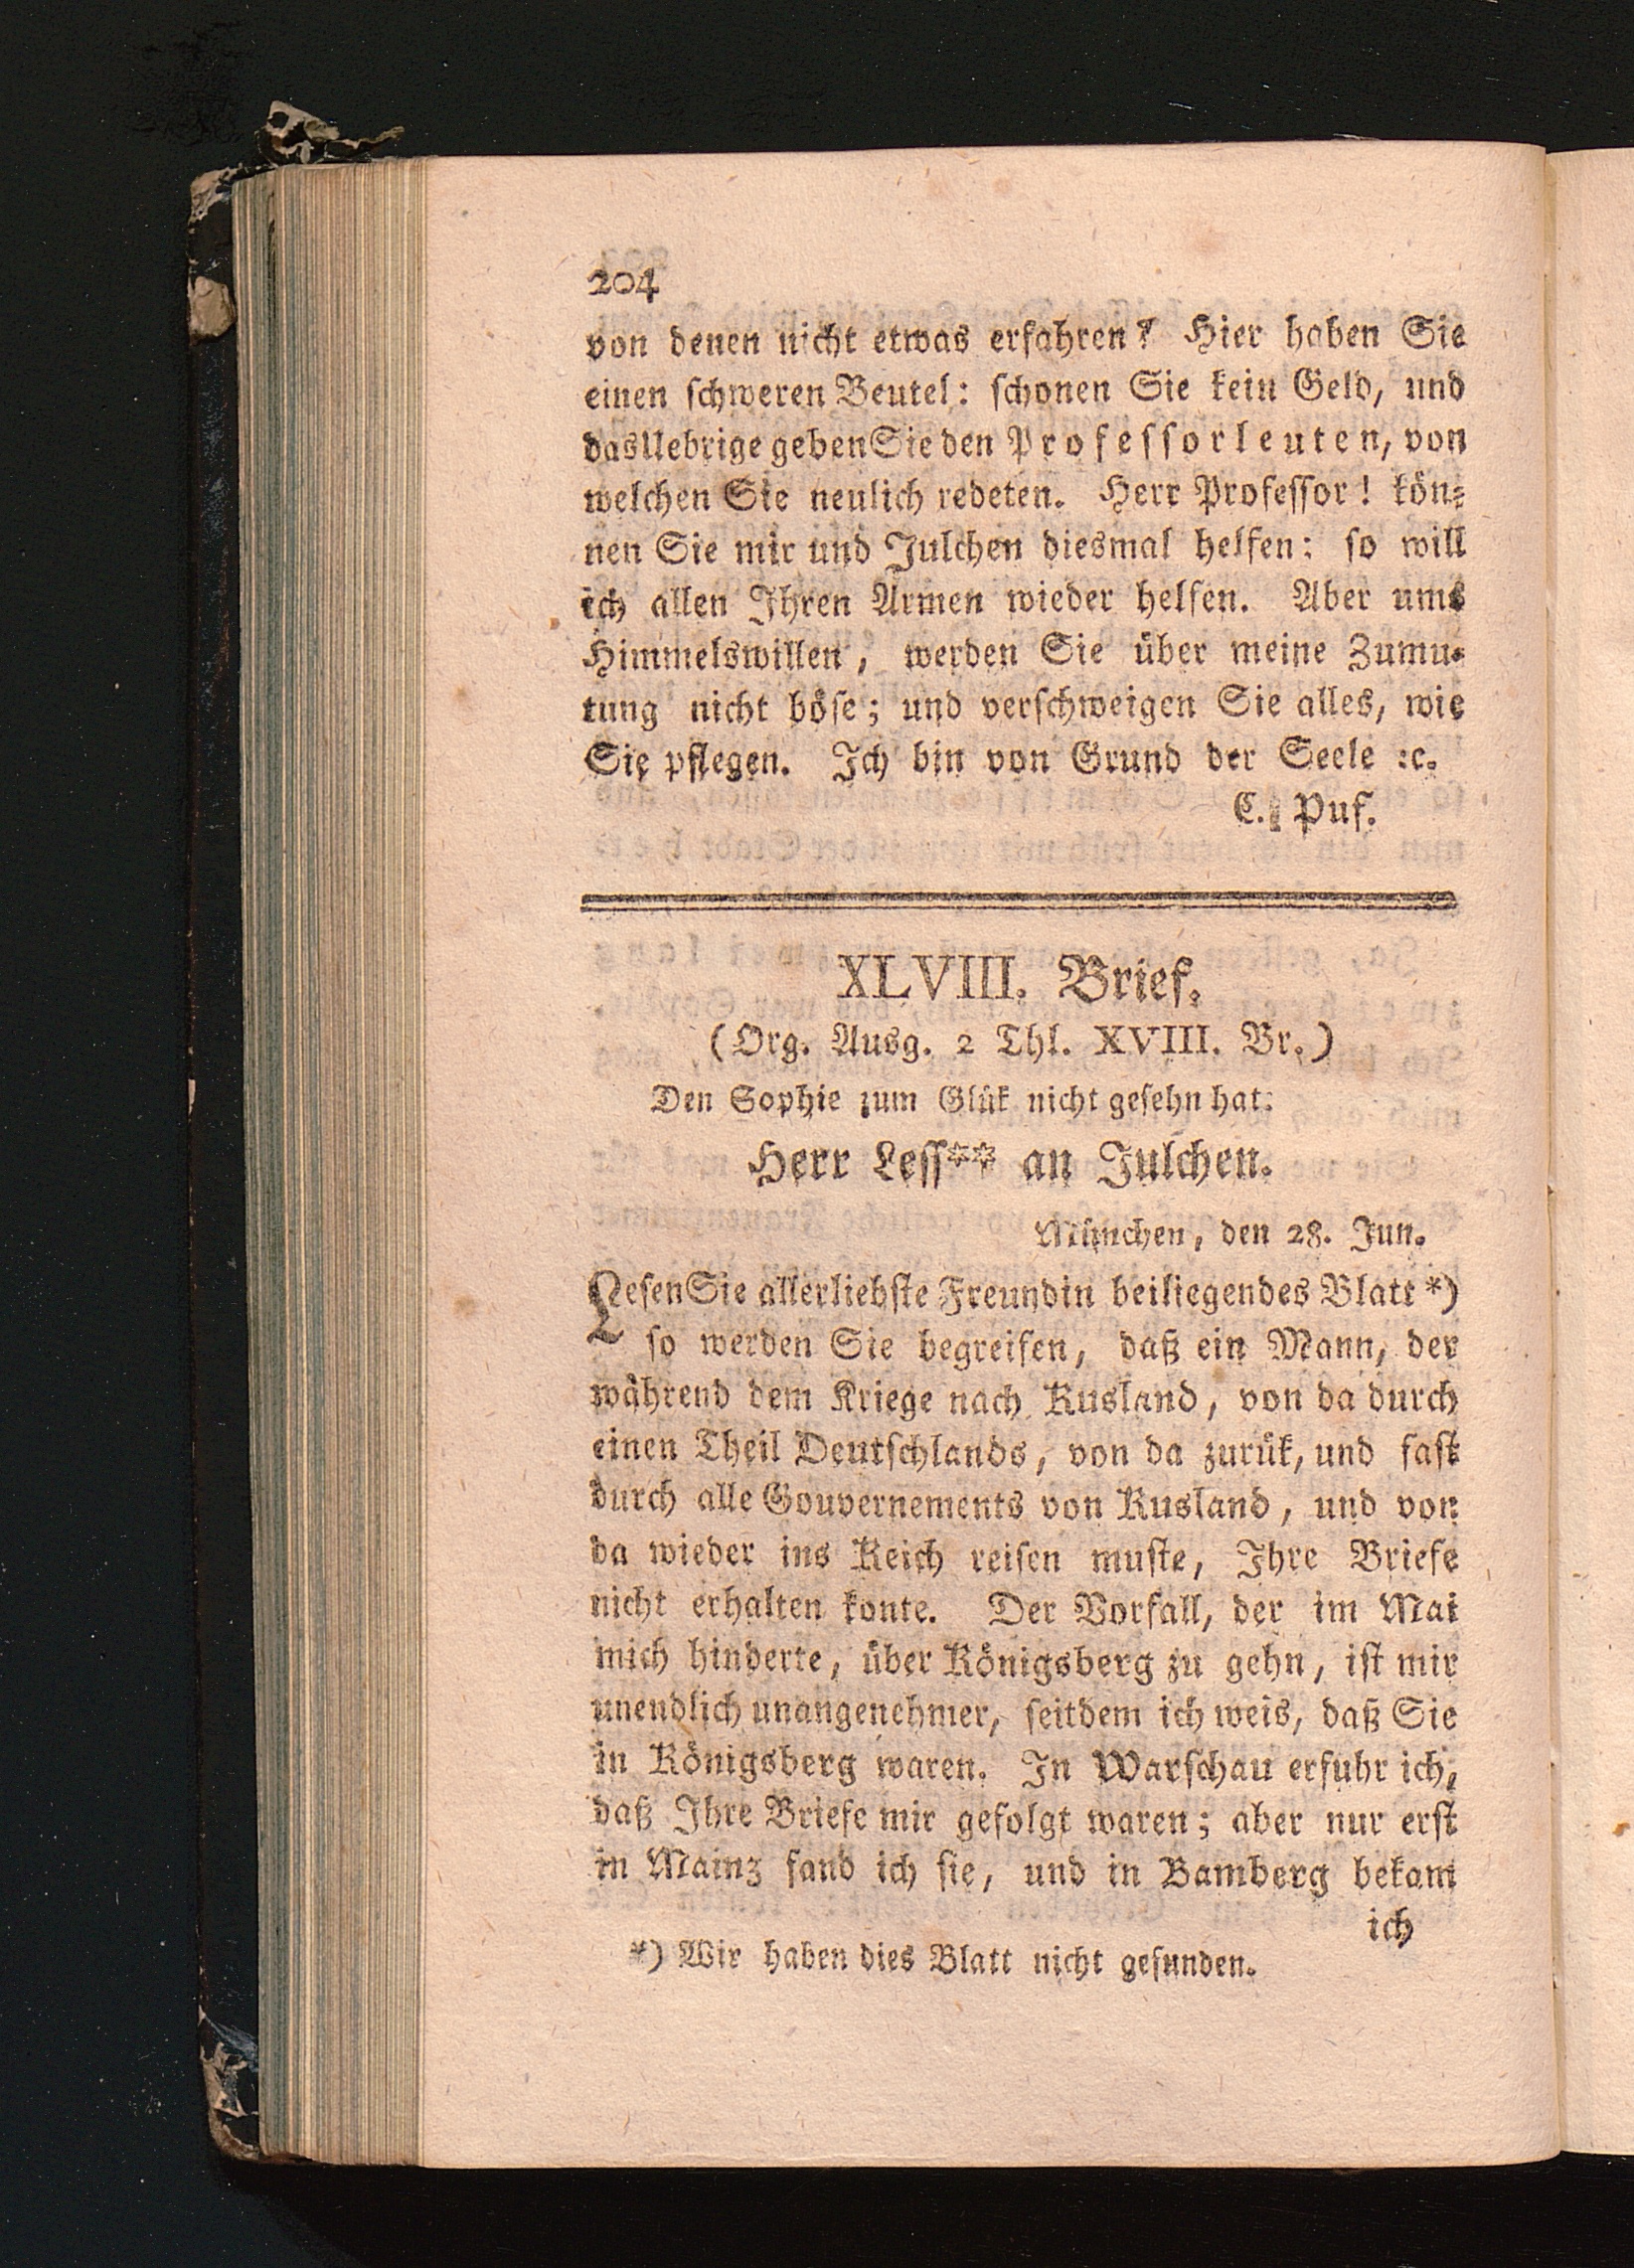 204
von denen nicht etwas erfahren? Hier haben Sie
einen schweren Beutel: schonen Sie kein Geld, und
das Uebrige geben Sie den Professorleuten, von
welchen Sie neulich redeten. Herr Professor! kön-
nen Sie mir und Julchen diesmal helfen: so will
ich allen Ihren Armen wieder helfen. Aber ums
Himmelswillen, werden Sie über meine Zumu-
tung nicht böse; und verschweigen Sie alles, wie
Sie pflegen. Ich bin von Grund der Seele ꝛc.
C. Puf.
XLVIII. Brief.
(Org. Ausg. 2 Thl. XVIII. Br.)
Den Sophie zum Glük nicht gesehn hat.
Herr Less** an Julchen.
München, den 28. Jun.
Lesen Sie allerliebste Freundin beiliegendes Blatt *)
so werden Sie begreifen, daß ein Mann, der
während dem Kriege nach Rusland, von da durch
einen Theil Deutschlands, von da zurük, und fast
durch alle Gouvernements von Rusland, und von
da wieder ins Reich reisen muste, Ihre Briefe
nicht erhalten konte. Der Vorfall, der im Mai
mich hinderte, über Königsberg zu gehn, ist mir
unendlich unangenehmer, seitdem ich weis, daß Sie
in Königsberg waren. In Warschau erfuhr ich,
daß Ihre Briefe mir gefolgt waren; aber nur erst
in Mainz fand ich sie, und in Bamberg bekam
ich
*) Wir haben dies Blatt nicht gefunden.